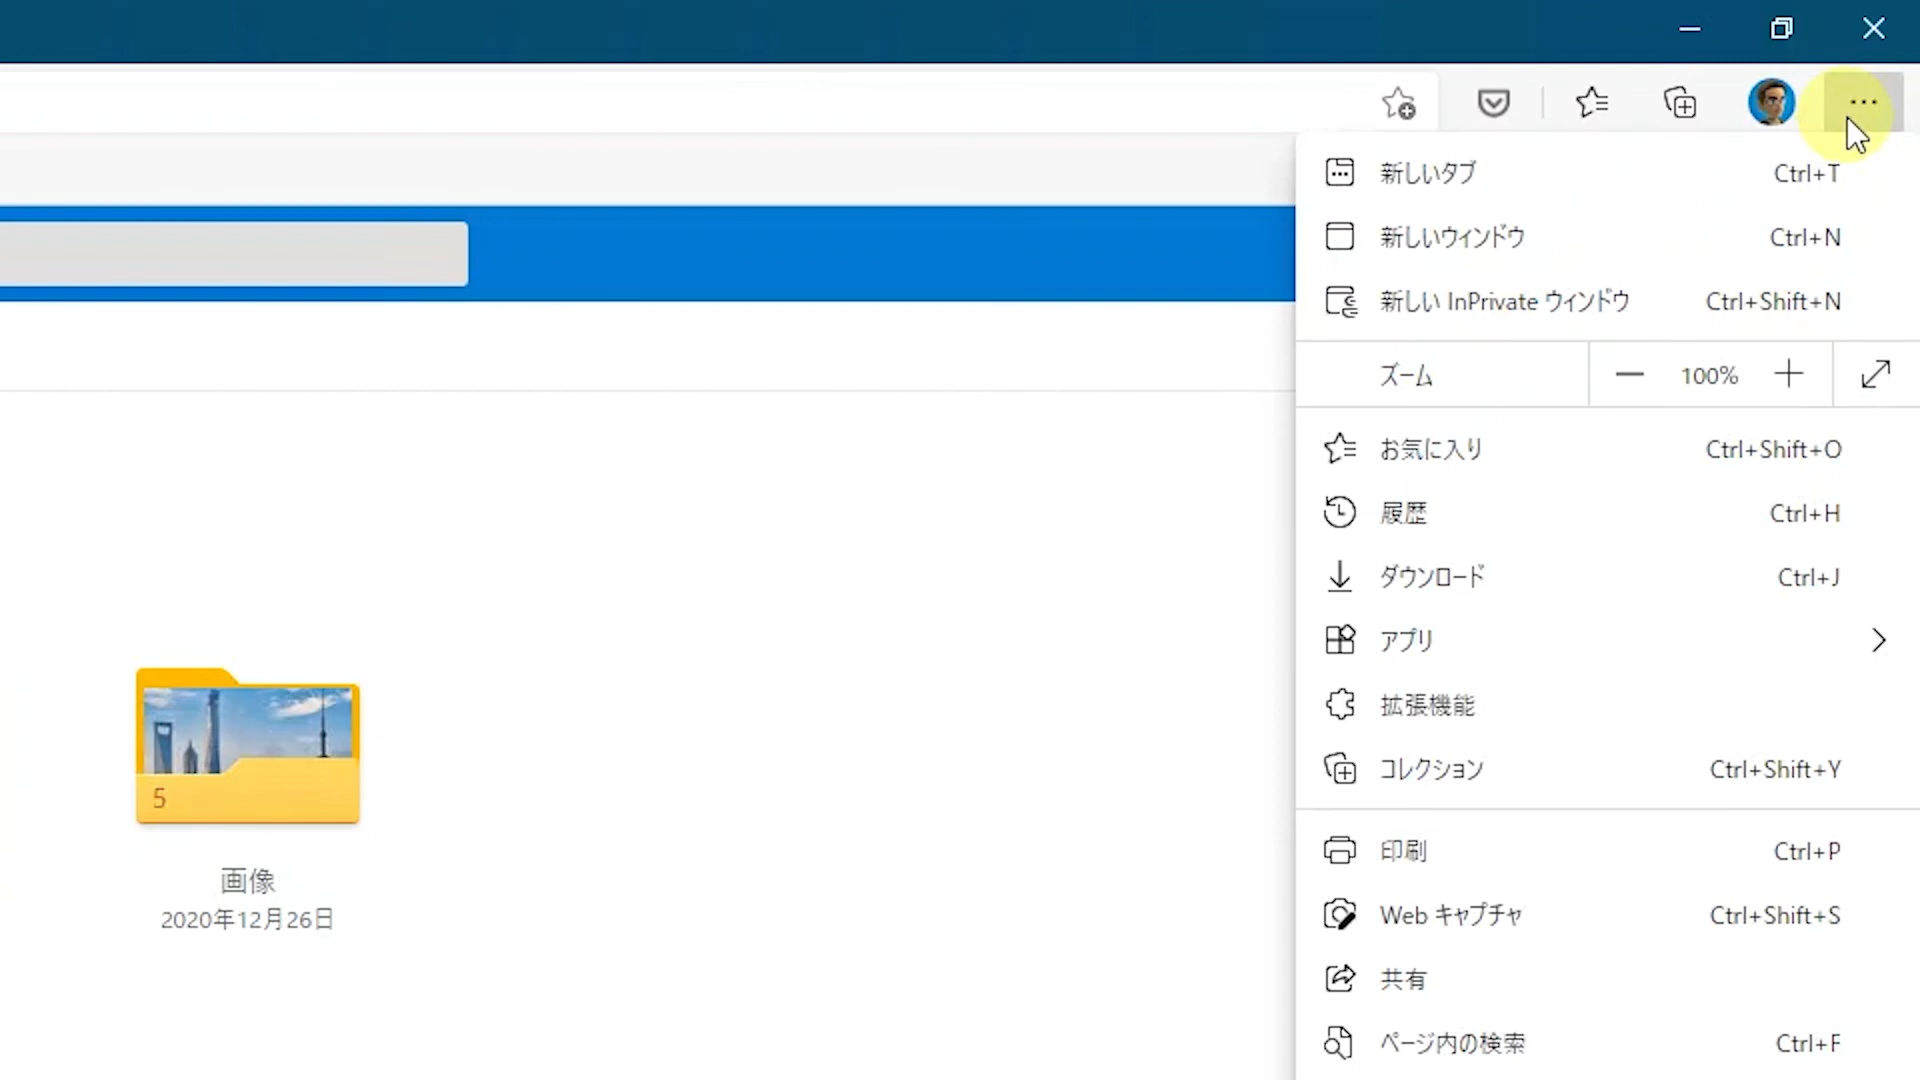 新しいタブ Ctrl+T
新しいウィンドウ Ctrl+N
新しい InPrivate ウィンドウ Ctrl+Shift+N
ズーム 100%
お気に入り Ctrl+Shift+O
履歴 Ctrl+H
ダウンロード Ctrl+J
アプリ
拡張機能
コレクション Ctrl+Shift+Y
印刷 Ctrl+P
Web キャプチャ Ctrl+Shift+S
共有
ページ内の検索 Ctrl+F
5
画像
2020年12月26日